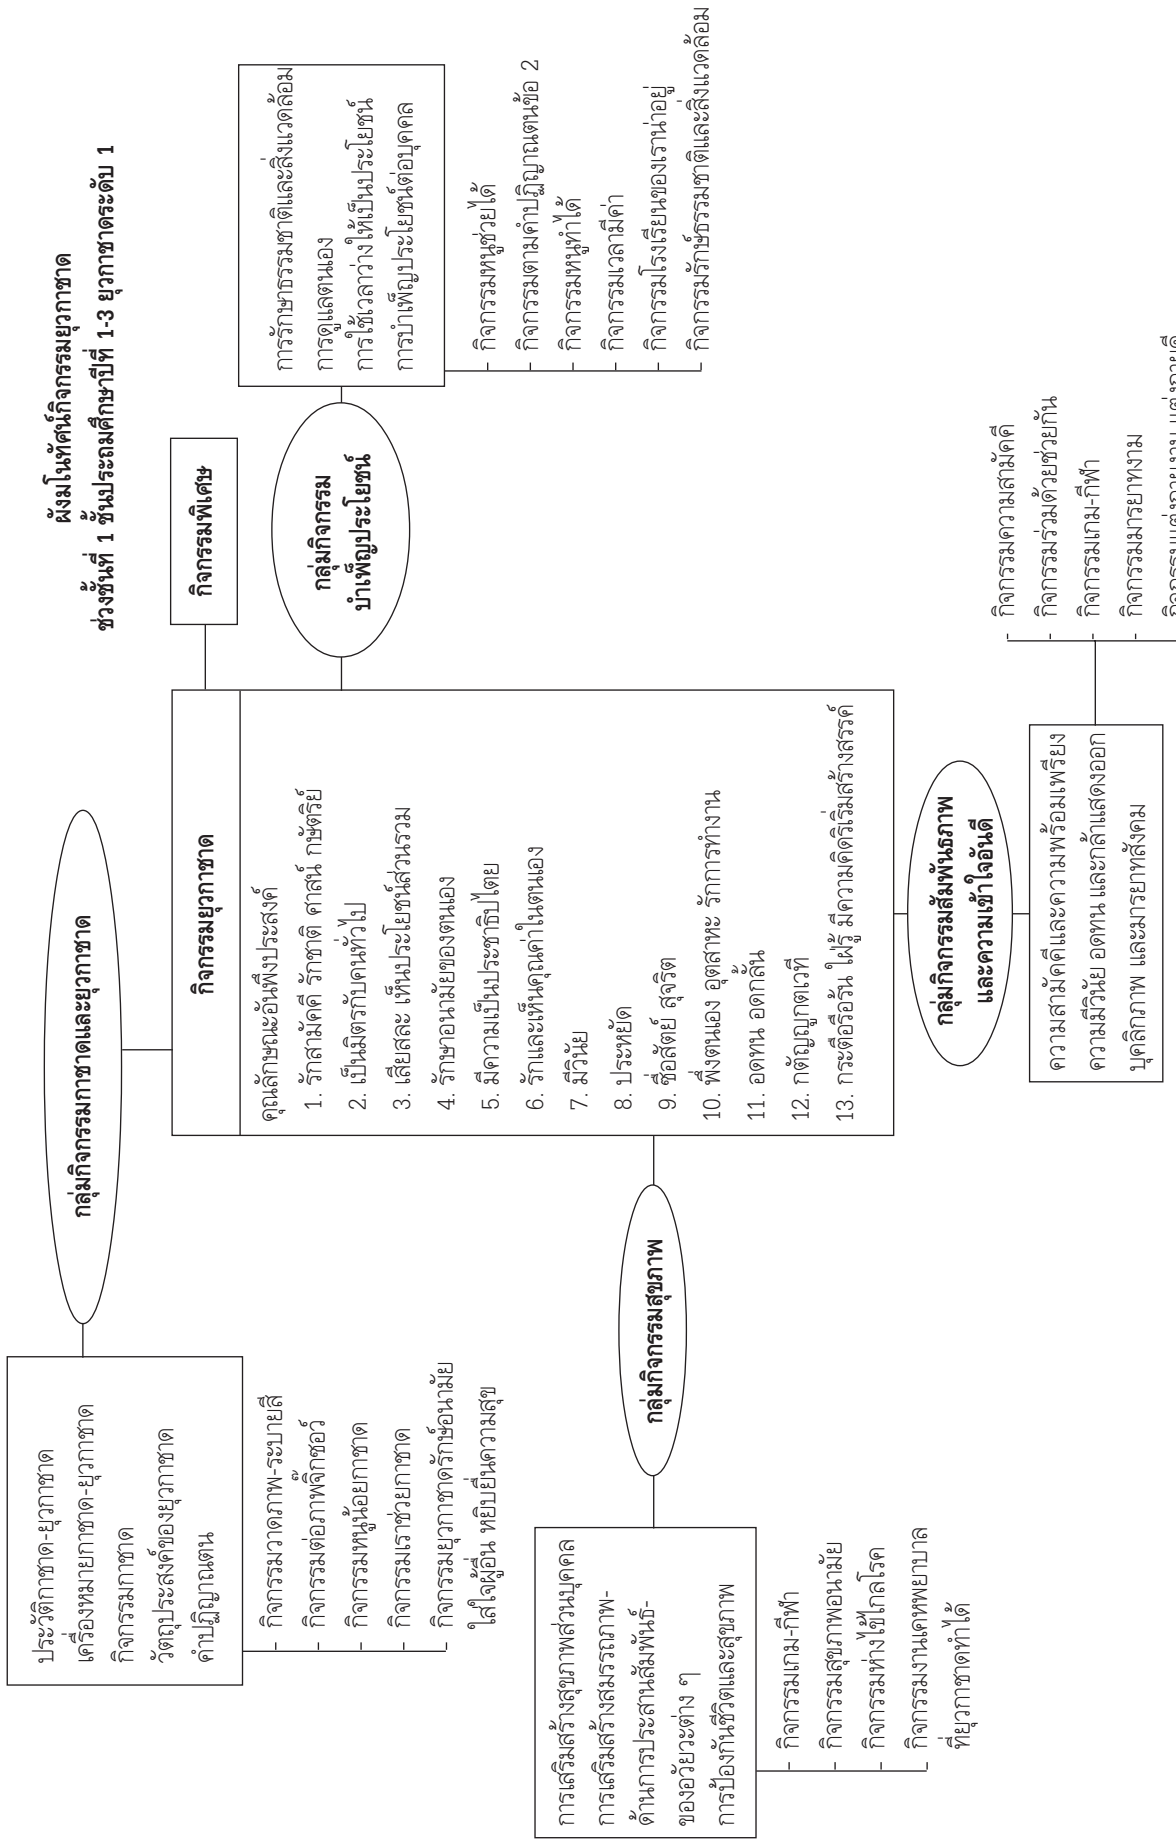 ผังมโนทัศน์กิจกรรมยุวกาชาด
ช่วงชั้นที่ 1 ชั้นประถมศึกษาปีที่ 1-3 ยุวกาชาดระดับ 1
กลุ่มกิจกรรมกาชาดและยุวกาชาด
ประวัติกาชาด-ยุวกาชาด
เครื่องหมายกาชาด-ยุวกาชาด
กิจกรรมกาชาด
วัตถุประสงค์ของยุวกาชาด
คำปฏิญาณตน
- กิจกรรมวาดภาพ-ระบายสี
- กิจกรรมต่อภาพจิกซอว์
- กิจกรรมหนูน้อยกาชาด
- กิจกรรมเราช่วยกาชาด
- กิจกรรมยุวกาชาดรักษ์อนามัย
ใส่ใจผู้อื่น หยิบยื่นความสุข
กิจกรรมพิเศษ
กิจกรรมยุวกาชาด
คุณลักษณะอันพึงประสงค์
1. รักสามัคคี รักชาติ ศาสน์ กษัตริย์
2. เป็นมิตรกับคนทั่วไป
3. เสียสละ เห็นประโยชน์ส่วนรวม
4. รักษาอนามัยของตนเอง
5. มีความเป็นประชาธิปไตย
6. รักและเห็นคุณค่าในตนเอง
7. มีวินัย
8. ประหยัด
9. ซื่อสัตย์ สุจริต
10. พึ่งตนเอง อุตสาหะ รักการทำงาน
11. อดทน อดกลั้น
12. กตัญญูกตเวที
13. กระตือรือร้น ใฝ่รู้ มีความคิดริเริ่มสร้างสรรค์
กลุ่มกิจกรรม
บำเพ็ญประโยชน์
การรักษาธรรมชาติและสิ่งแวดล้อม
การดูแลตนเอง
การใช้เวลาว่างให้เป็นประโยชน์
การบำเพ็ญประโยชน์ต่อบุคคล
- กิจกรรมหนูช่วยได้
- กิจกรรมตามคำปฏิญาณตนข้อ 2
- กิจกรรมหนูทำได้
- กิจกรรมเวลามีค่า
- กิจกรรมโรงเรียนของเราน่าอยู่
- กิจกรรมรักษ์ธรรมชาติและสิ่งแวดล้อม
กลุ่มกิจกรรมสุขภาพ
การเสริมสร้างสุขภาพส่วนบุคคล
การเสริมสร้างสมรรถภาพ-
ด้านการประสานสัมพันธ์-
ของอวัยวะต่าง ๆ
การป้องกันชีวิตและสุขภาพ
- กิจกรรมเกม-กีฬา
- กิจกรรมสุขภาพอนามัย
- กิจกรรมห่างไข้ไกลโรค
- กิจกรรมงานเคหพยาบาล
ที่ยุวกาชาดทำได้
กลุ่มกิจกรรมสัมพันธภาพ
และความเข้าใจอันดี
ความสามัคคีและความพร้อมเพรียง
ความมีวินัย อดทน และกล้าแสดงออก
บุคลิกภาพ และมารยาทสังคม
- กิจกรรมความสามัคคี
- กิจกรรมร่วมด้วยช่วยกัน
- กิจกรรมเกม-กีฬา
- กิจกรรมมารยาทงาม